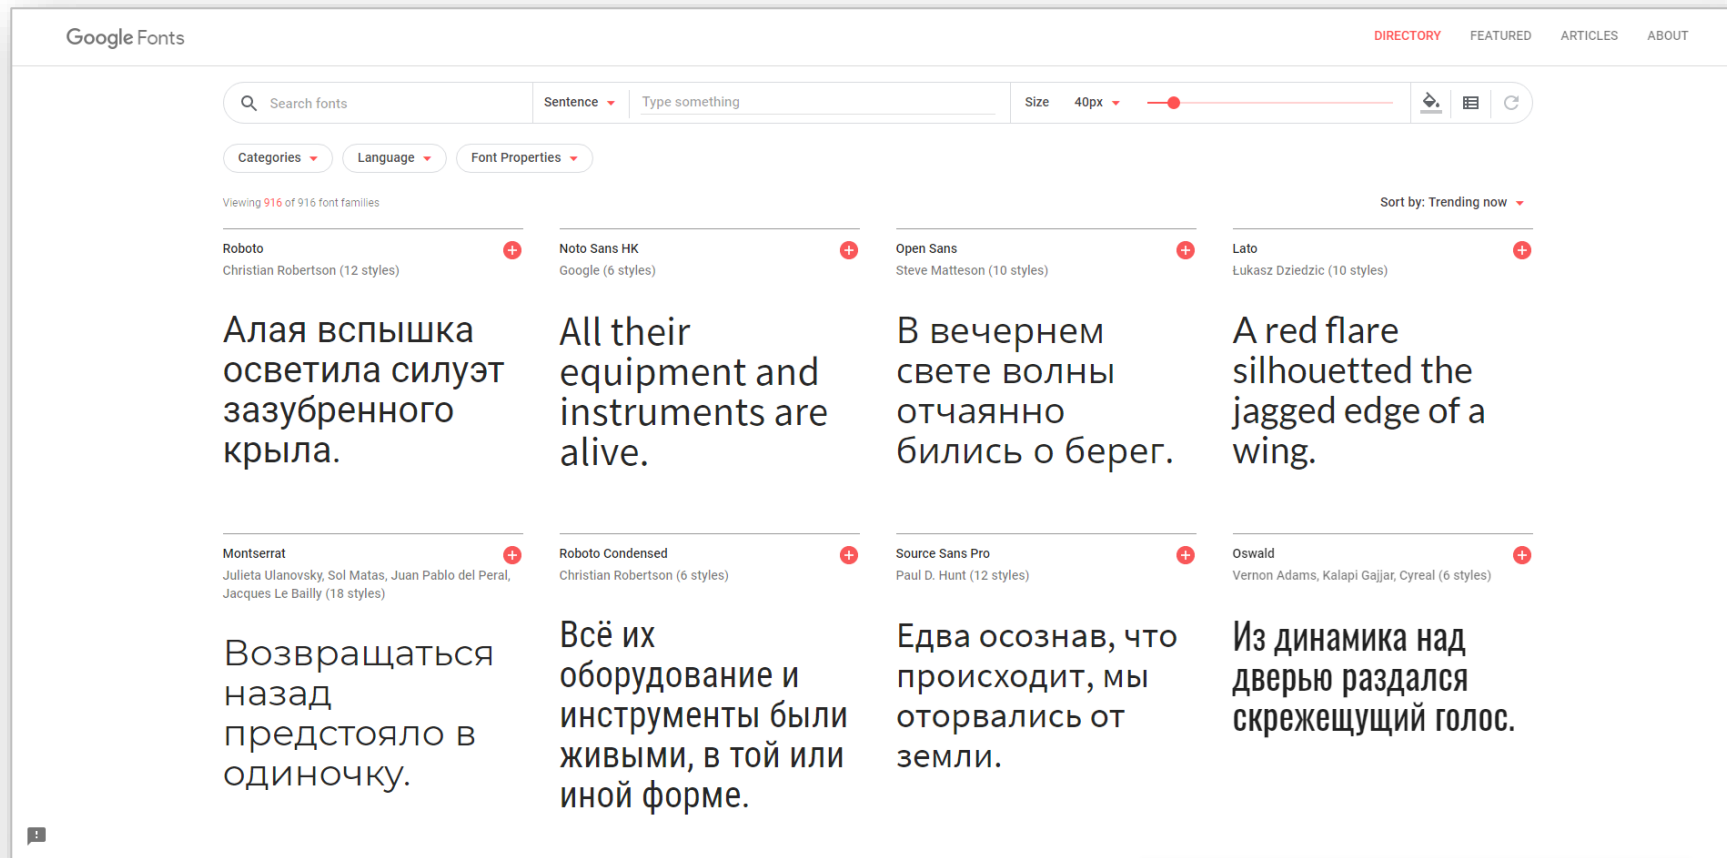 Google Fonts
DIRECTORY FEATURED ARTICLES ABOUT
Search fonts Sentence Type something Size 40px
Categories Language Font Properties
Viewing 916 of 916 font families
Sort by: Trending now
Roboto
Christian Robertson (12 styles)
Алая вспышка
осветила силуэт
зазубренного
крыла.
Noto Sans HK
Google (6 styles)
All their
equipment and
instruments are
alive.
Open Sans
Steve Matteson (10 styles)
В вечернем
свете волны
отчаянно
бились о берег.
Lato
Łukasz Dziedzic (10 styles)
A red flare
silhouetted the
jagged edge of a
wing.
Montserrat
Julieta Ulanovsky, Sol Matas, Juan Pablo del Peral,
Jacques Le Bailly (18 styles)
Возвращаться
назад
предстояло в
одиночку.
Roboto Condensed
Christian Robertson (6 styles)
Всё их
оборудование и
инструменты были
живыми, в той или
иной форме.
Source Sans Pro
Paul D. Hunt (12 styles)
Едва осознав, что
происходит, мы
оторвались от
земли.
Oswald
Vernon Adams, Kalapi Gajjar, Cyreal (6 styles)
Из динамика над
дверью раздался
скрежещущий голос.